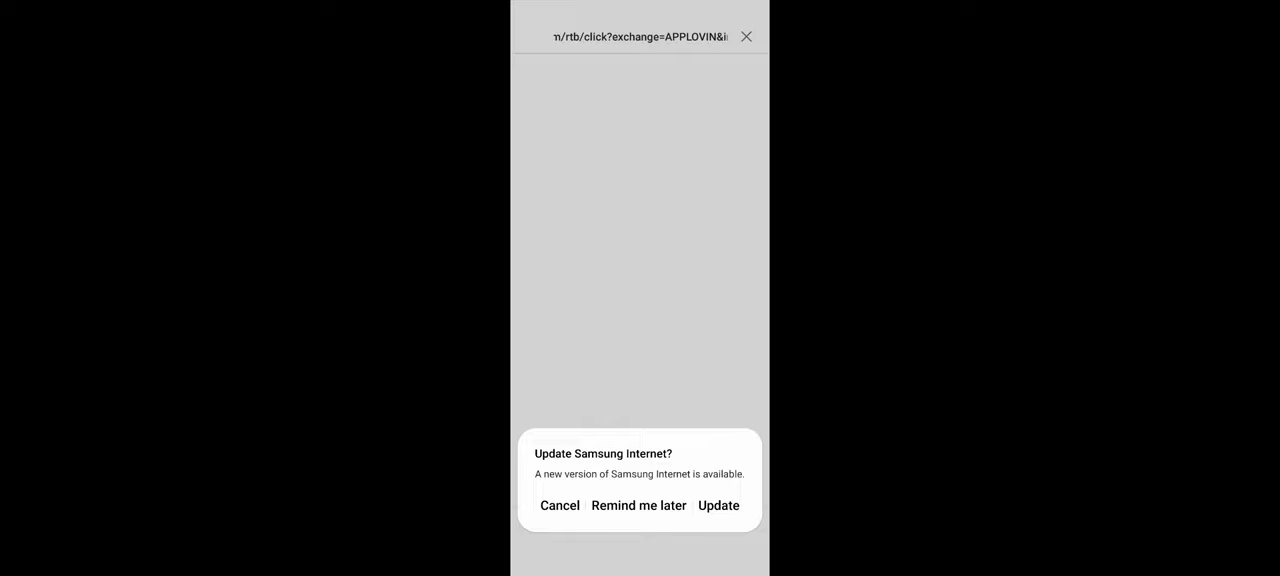 m/rtb/click?exchange=APPLOVIN&i
Update Samsung Internet?
A new version of Samsung Internet is available.
Cancel Remind me later Update